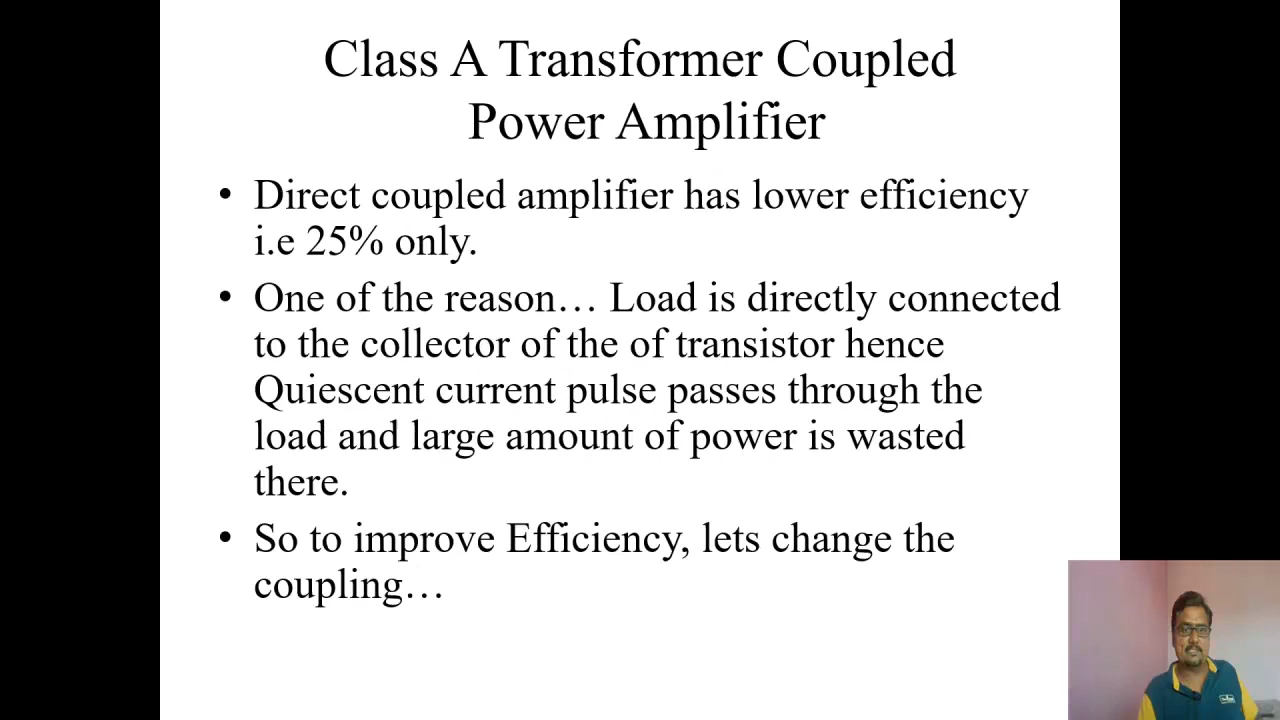 Class A Transformer Coupled
Power Amplifier
• Direct coupled amplifier has lower efficiency
i.e 25% only.
• One of the reason… Load is directly connected
to the collector of the of transistor hence
Quiescent current pulse passes through the
load and large amount of power is wasted
there.
• So to improve Efficiency, lets change the
coupling…